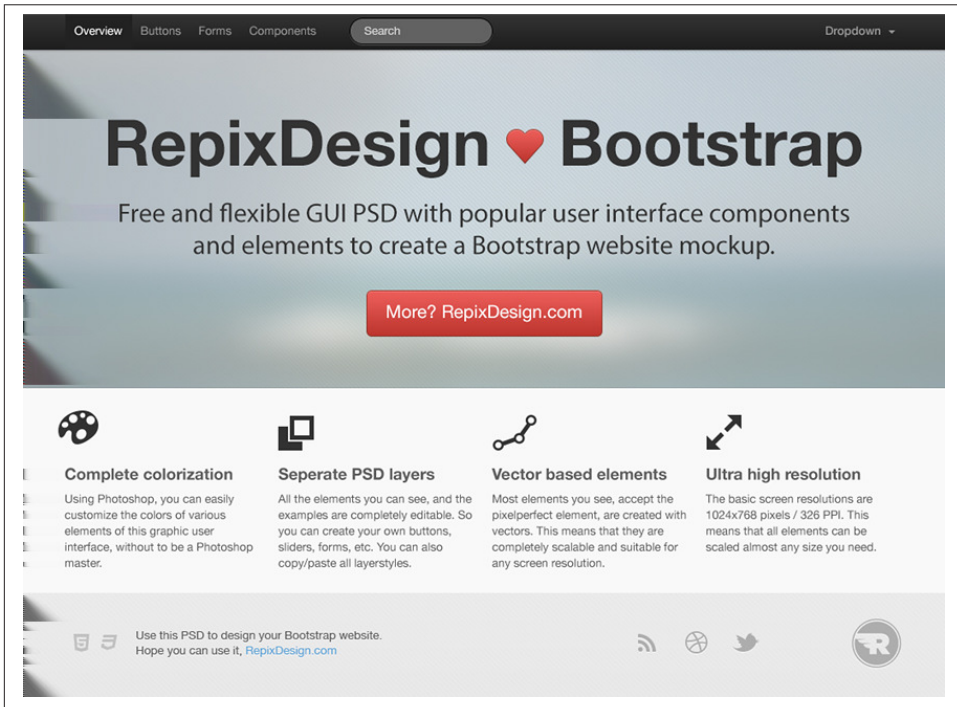 Overview Buttons Forms Components Search Dropdown
RepixDesign Bootstrap
Free and flexible GUI PSD with popular user interface components
and elements to create a Bootstrap website mockup.
More? RepixDesign.com
Complete colorization
Using Photoshop, you can easily
customize the colors of various
elements of this graphic user
interface, without to be a Photoshop
master.
Seperate PSD layers
All the elements you can see, and the
examples are completely editable. So
you can create your own buttons,
sliders, forms, etc. You can also
copy/paste all layerstyles.
Vector based elements
Most elements you see, accept the
pixelperfect element, are created with
vectors. This means that they are
completely scalable and suitable for
any screen resolution.
Ultra high resolution
The basic screen resolutions are
1024x768 pixels / 326 PPI. This
means that all elements can be
scaled almost any size you need.
Use this PSD to design your Bootstrap website.
Hope you can use it, RepixDesign.com
R